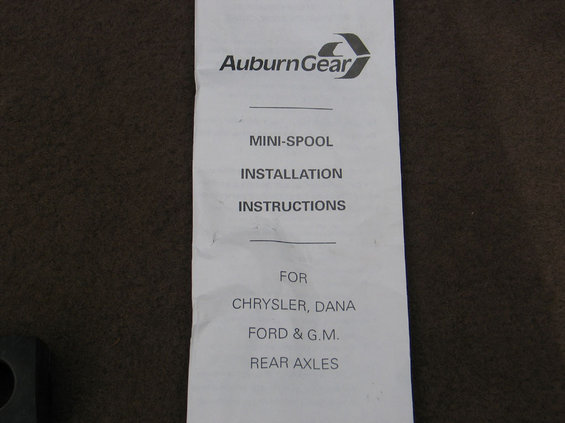 AuburnGear
MINI-SPOOL
INSTALLATION
INSTRUCTIONS
FOR
CHRYSLER, DANA
FORD & G.M.
REAR AXLES